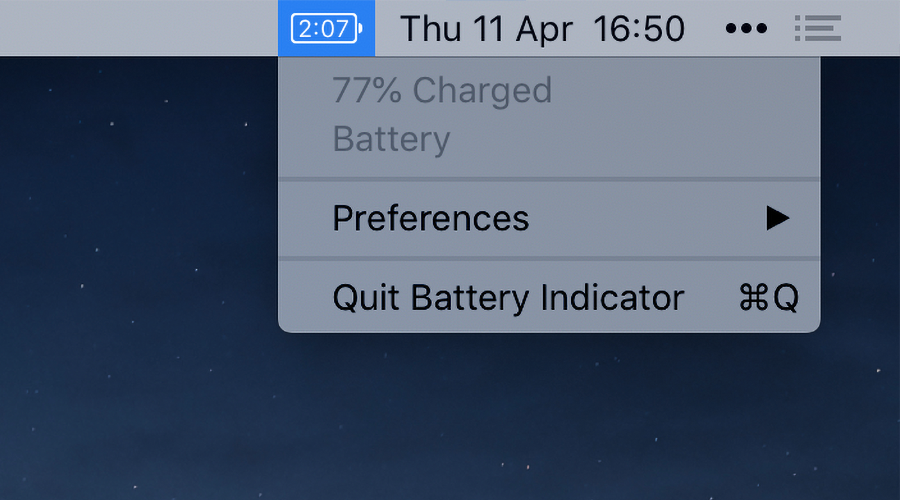 2:07 Thu 11 Apr 16:50 •••
77% Charged
Battery
Preferences ▶
Quit Battery Indicator ⌘Q